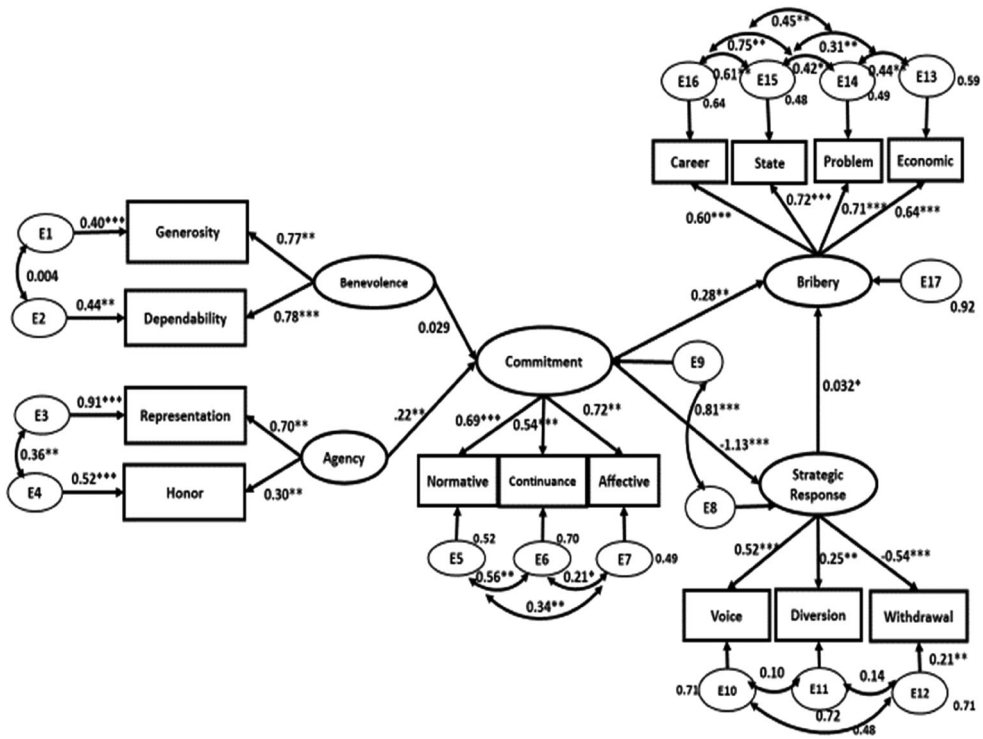 0.45**
0.75** 0.31**
E16 0.61** E15 0.42* E14 0.44** E13 0.59
0.64 0.48 0.49
Career State Problem Economic
0.60*** 0.72*** 0.71*** 0.64***
E1 0.40*** Generosity 0.77**
0.004
E2 0.44** Dependability 0.78***
Benevolence
0.029
Bribery E17
0.92
0.28**
Commitment E9
0.032*
0.81***
-1.13***
E3 0.91*** Representation 0.70**
0.36**
E4 0.52*** Honor 0.30**
Agency .22**
0.69*** 0.54*** 0.72**
Normative Continuance Affective
0.52 0.70 0.49
E5 E6 E7
0.56** 0.21*
0.34**
E8
Strategic
Response
0.52*** 0.25** -0.54***
Voice Diversion Withdrawal
0.21**
0.71 E10 0.10 E11 0.14 E12 0.71
0.72
0.48